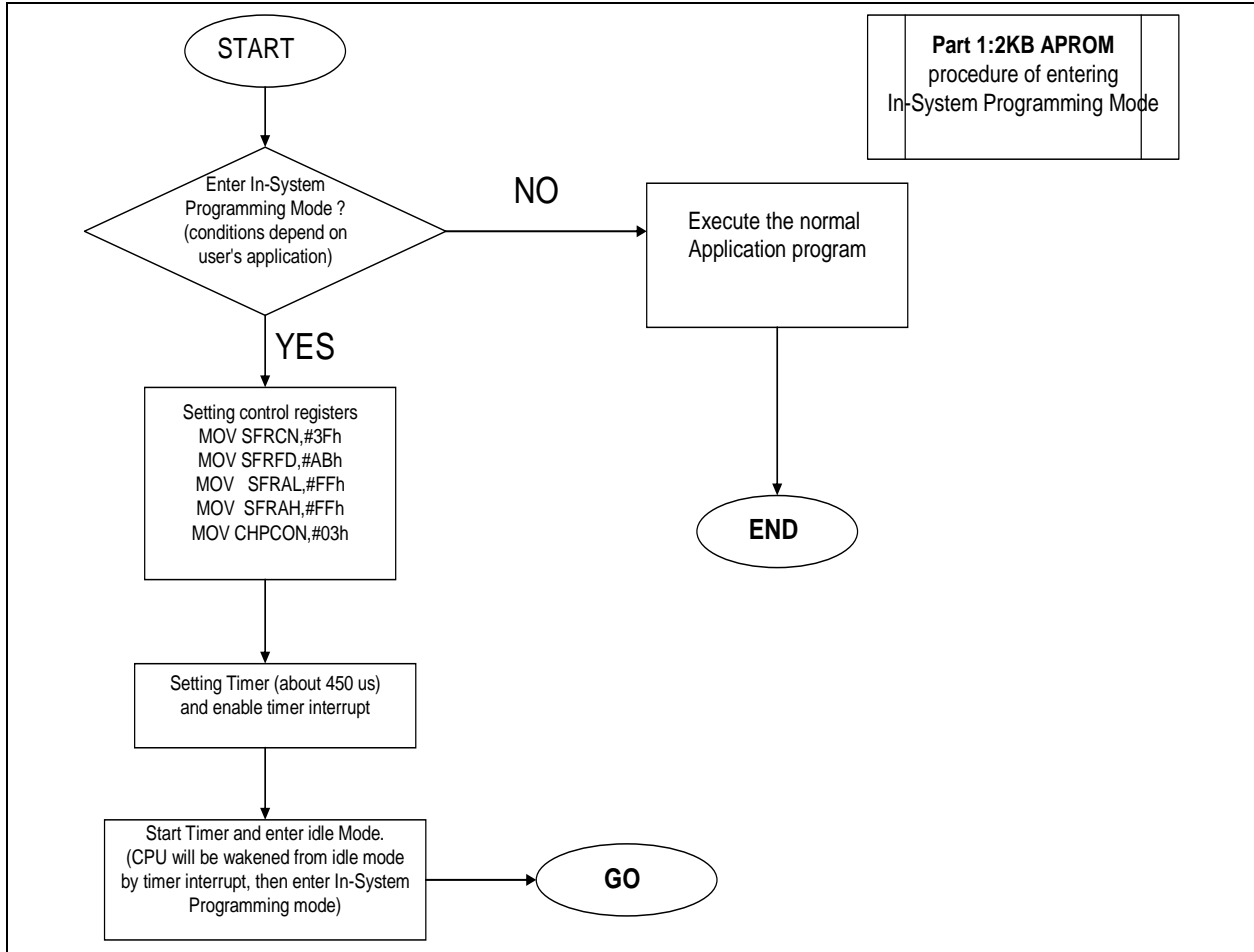 START
Part 1:2KB APROM
procedure of entering
In-System Programming Mode
Enter In-System
Programming Mode ?
(conditions depend on
user's application)
NO
Execute the normal
Application program
YES
Setting control registers
MOV SFRCN,#3Fh
MOV SFRFD,#ABh
MOV SFRAL,#FFh
MOV SFRAH,#FFh
MOV CHPCON,#03h
END
Setting Timer (about 450 us)
and enable timer interrupt
Start Timer and enter idle Mode.
(CPU will be wakened from idle mode
by timer interrupt, then enter In-System
Programming mode)
GO